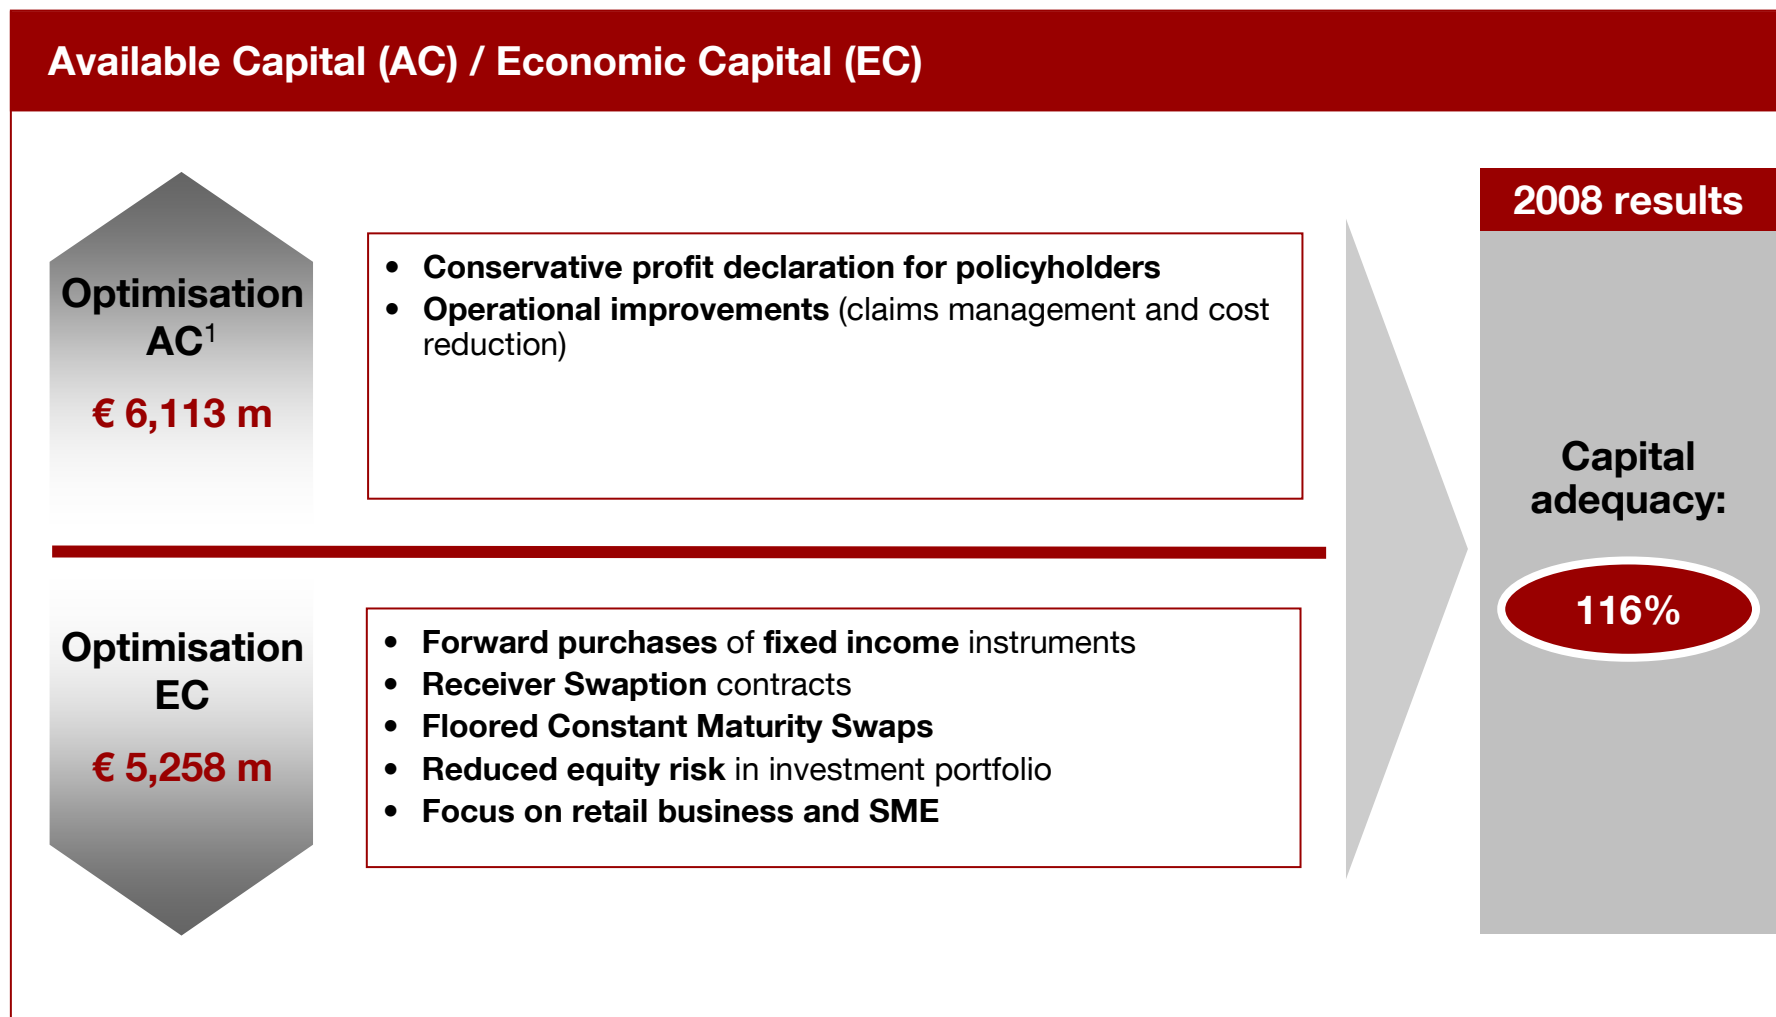 Available Capital (AC) / Economic Capital (EC)
Optimisation
AC¹
€ 6,113 m
• Conservative profit declaration for policyholders
• Operational improvements (claims management and cost
reduction)
Optimisation
EC
€ 5,258 m
• Forward purchases of fixed income instruments
• Receiver Swaption contracts
• Floored Constant Maturity Swaps
• Reduced equity risk in investment portfolio
• Focus on retail business and SME
2008 results
Capital
adequacy:
116%